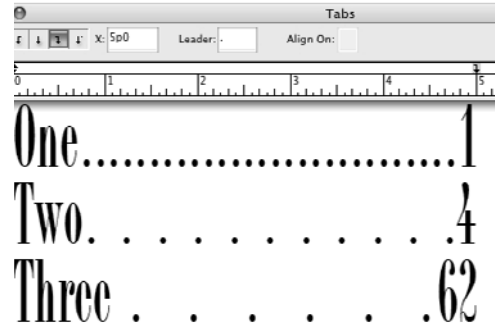 Tabs
X: 5p0 Leader: . Align On:
0 1 2 3 4 5
One...........................1
Two. . . . . . . . . . .4
Three . . . . . .62